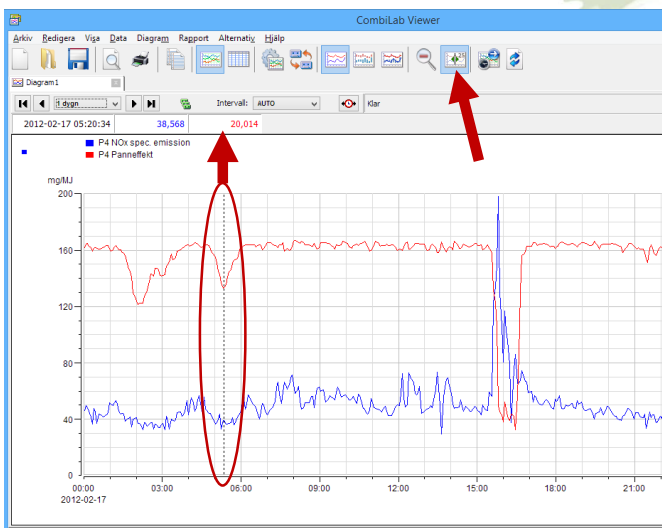 CombiLab Viewer
Arkiv Redigera Visa Data Diagram Rapport Alternativ Hjälp
Diagram1
1 dygn Intervall: AUTO Klar
2012-02-17 05:20:34 38,568 20,014
P4 NOx spec. emission
P4 Panneffekt
mg/MJ
200
160
120
80
40
0
00:00 03:00 06:00 09:00 12:00 15:00 18:00 21:00
2012-02-17